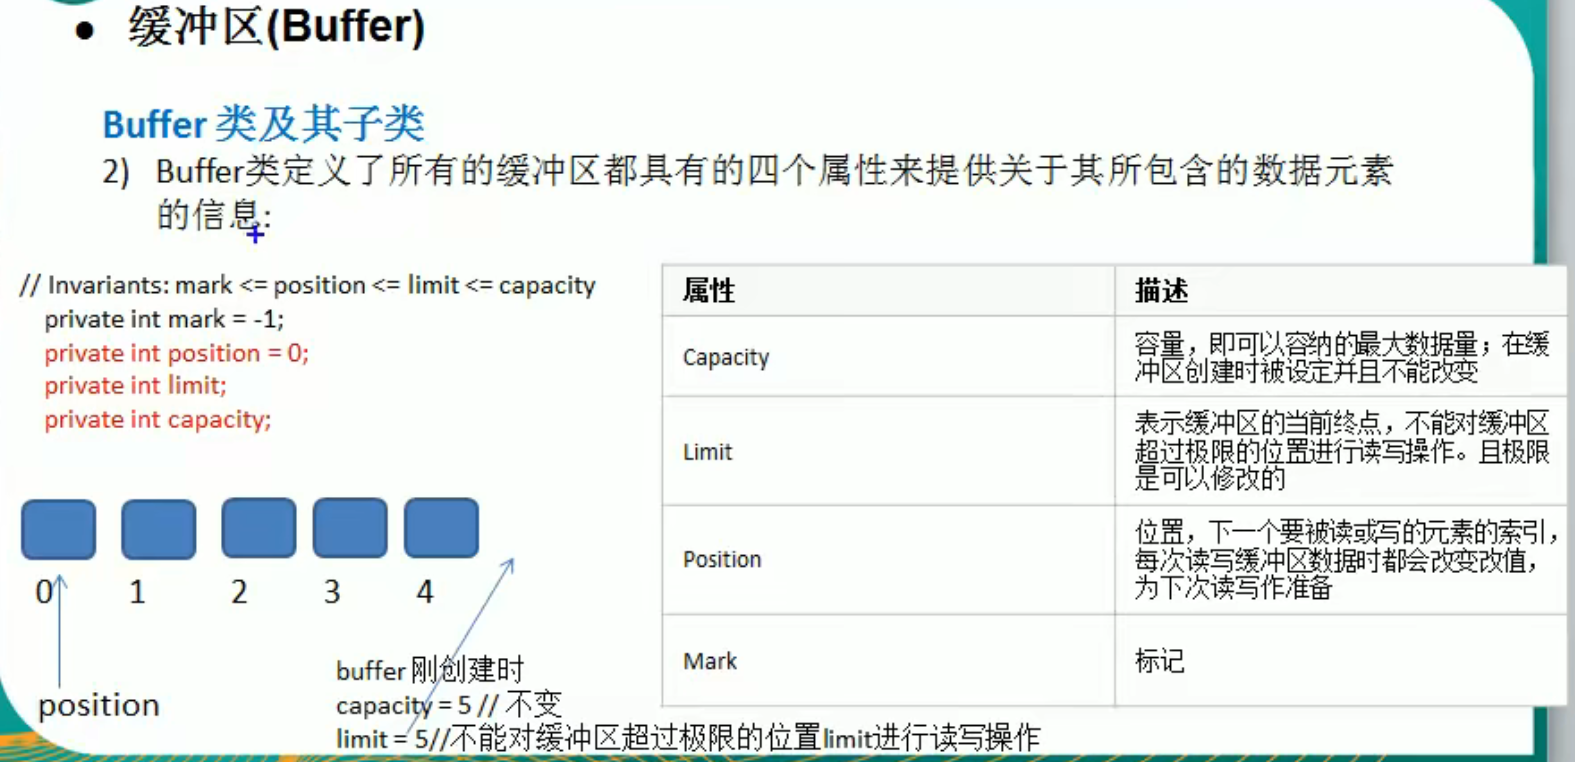 ● 缓冲区(Buffer)
Buffer 类及其子类
2) Buffer类定义了所有的缓冲区都具有的四个属性来提供关于其所包含的数据元素
的信息:
// Invariants: mark <= position <= limit <= capacity
private int mark = -1;
private int position = 0;
private int limit;
private int capacity;
0 1 2 3 4
position
buffer 刚创建时
capacity = 5 // 不变
limit = 5//不能对缓冲区超过极限的位置limit进行读写操作
属性 描述
Capacity
容量，即可以容纳的最大数据量；在缓
冲区创建时被设定并且不能改变
Limit
表示缓冲区的当前终点，不能对缓冲区
超过极限的位置进行读写操作。且极限
是可以修改的
Position
位置，下一个要被读或写的元素的索引，
每次读写缓冲区数据时都会改变改值，
为下次读写作准备
Mark
标记